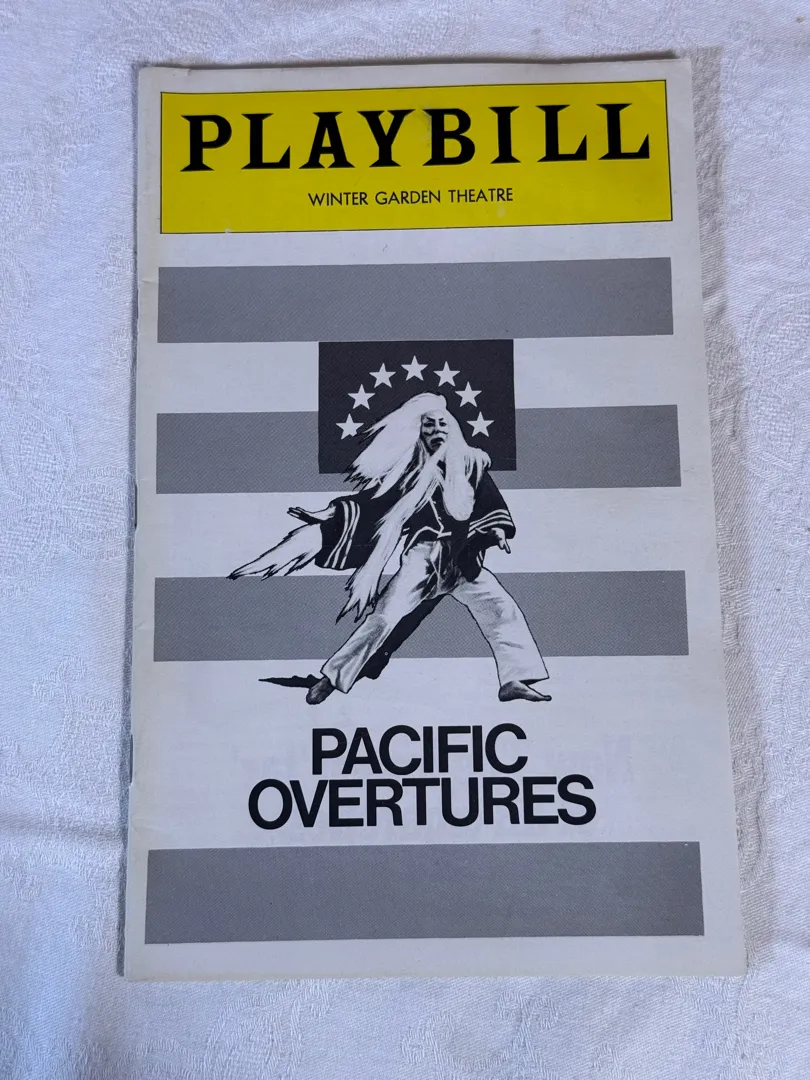 PLAYBILL
WINTER GARDEN THEATRE
PACIFIC
OVERTURES